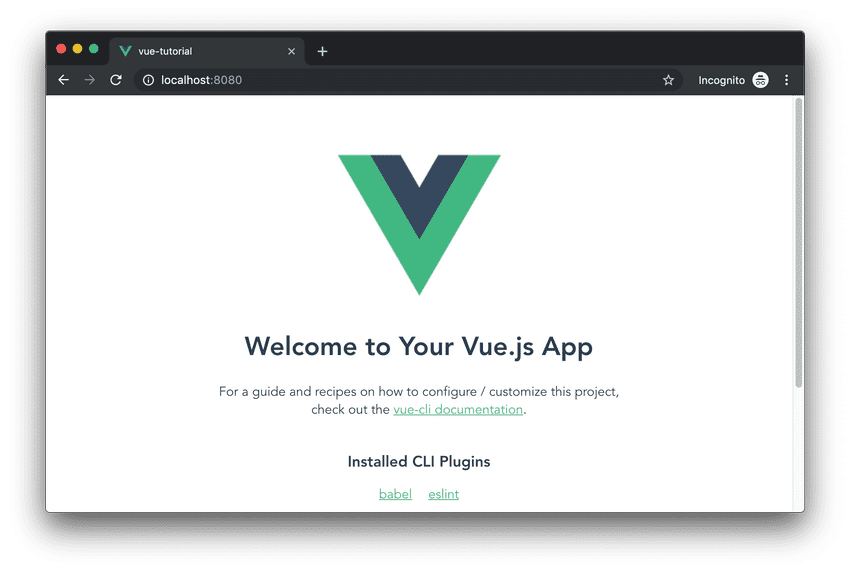 vue-tutorial
localhost:8080
Incognito
Welcome to Your Vue.js App
For a guide and recipes on how to configure / customize this project,
check out the vue-cli documentation.
Installed CLI Plugins
babel eslint